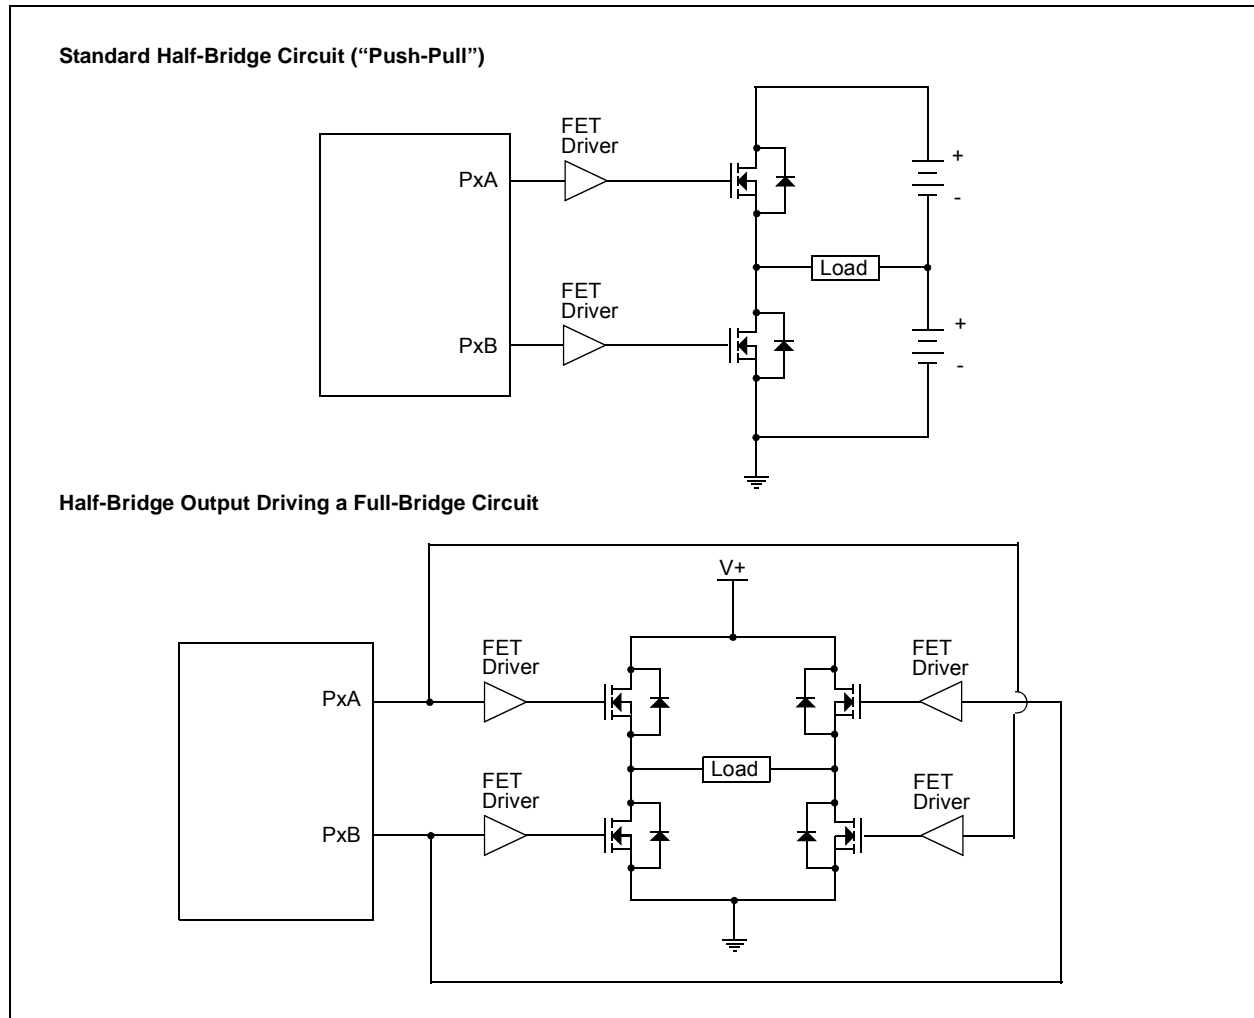 Standard Half-Bridge Circuit (“Push-Pull”)
FET
Driver
PxA
+
-
Load
FET
Driver
PxB
+
-
Half-Bridge Output Driving a Full-Bridge Circuit
V+
FET
Driver
FET
Driver
PxA
Load
FET
Driver
FET
Driver
PxB